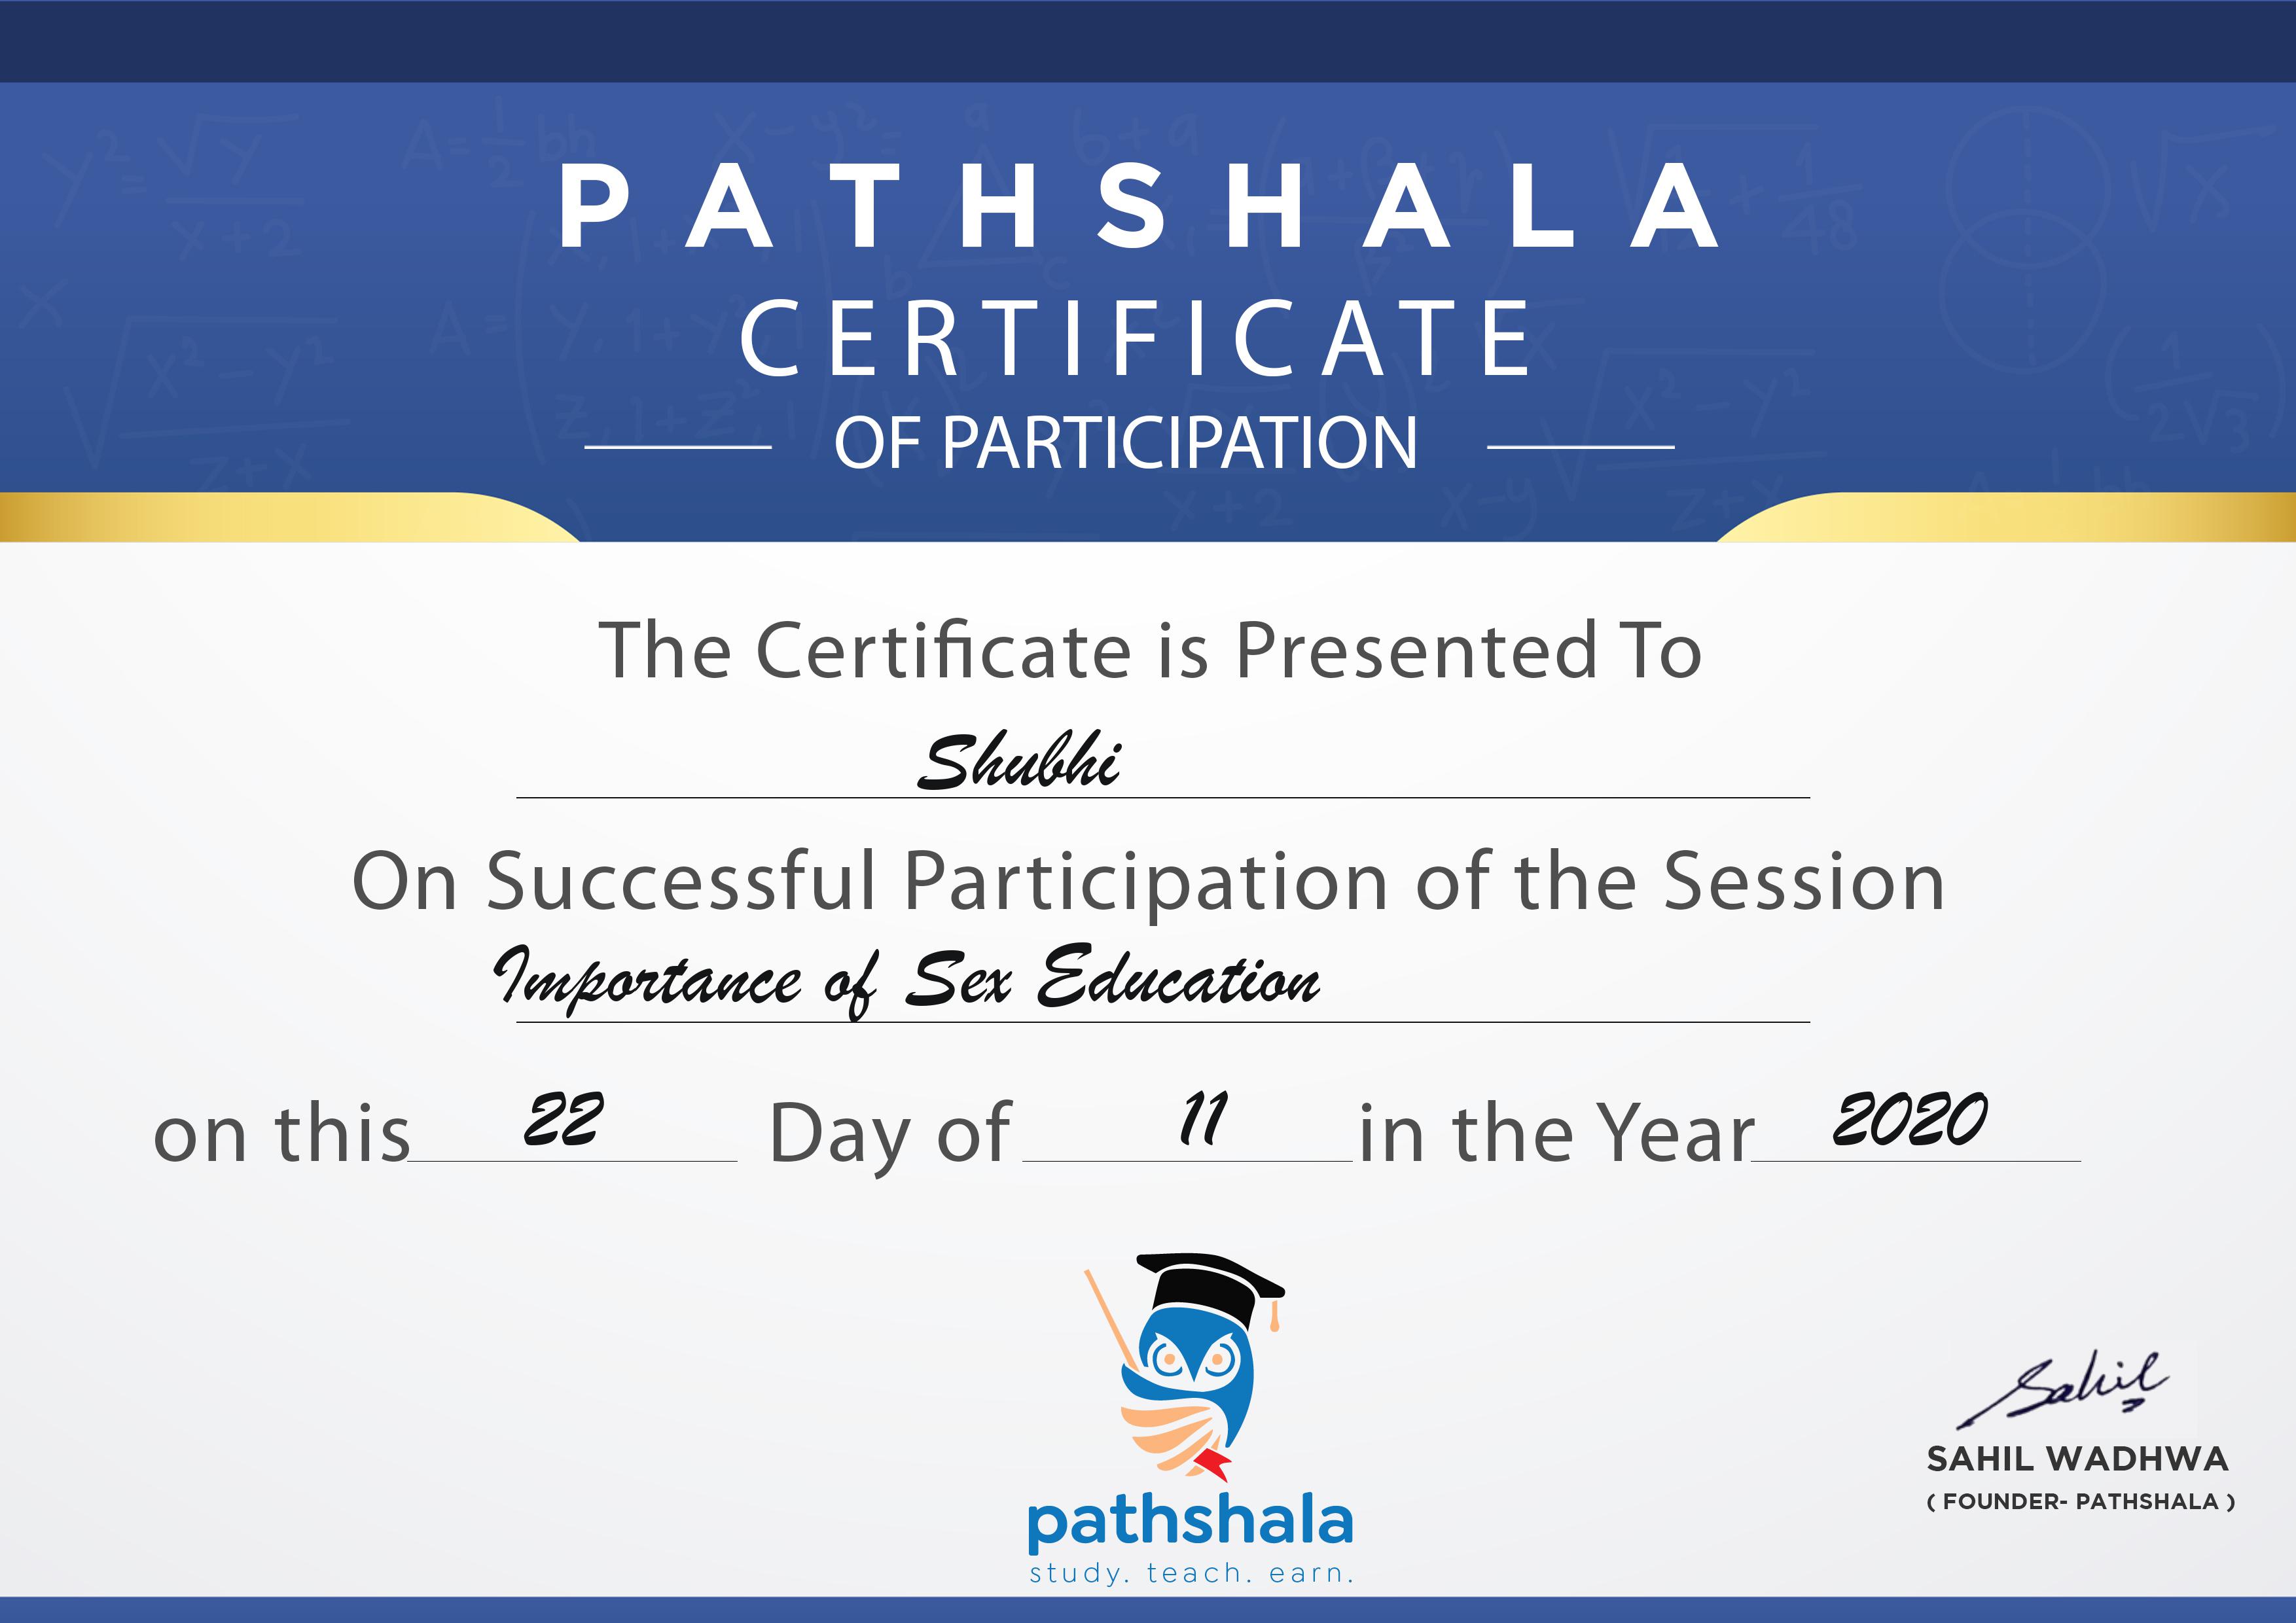 PATHSHALA
CERTIFICATE
OF PARTICIPATION
The Certificate is Presented To
Shubhi
On Successful Participation of the Session
Importance of Sex Education
on this 22 Day of 11 in the Year 2020
Sahil
SAHIL WADHWA
( FOUNDER- PATHSHALA )
pathshala
study. teach. earn.